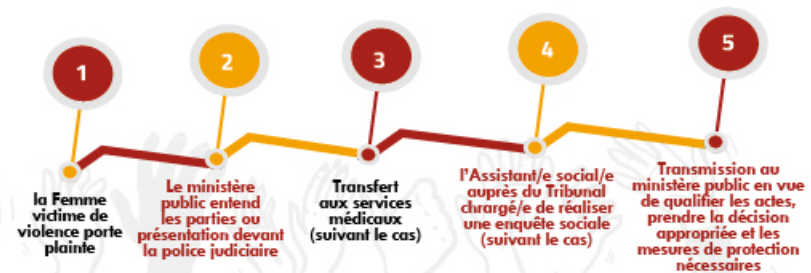 1
2
3
4
5
la Femme
victime de
violence porte
plainte
Le ministère
public entend
les parties ou
présentation devant
la police judiciaire
Transfert
aux services
médicaux
(suivant le cas)
l'Assistant/e social/e
auprès du Tribunal
chrargé/e de réaliser
une enquête sociale
(suivant le cas)
Transmission au
ministère public en vue
de qualifier les actes,
prendre la décision
appropriée et les
mesures de protection
nécessaires